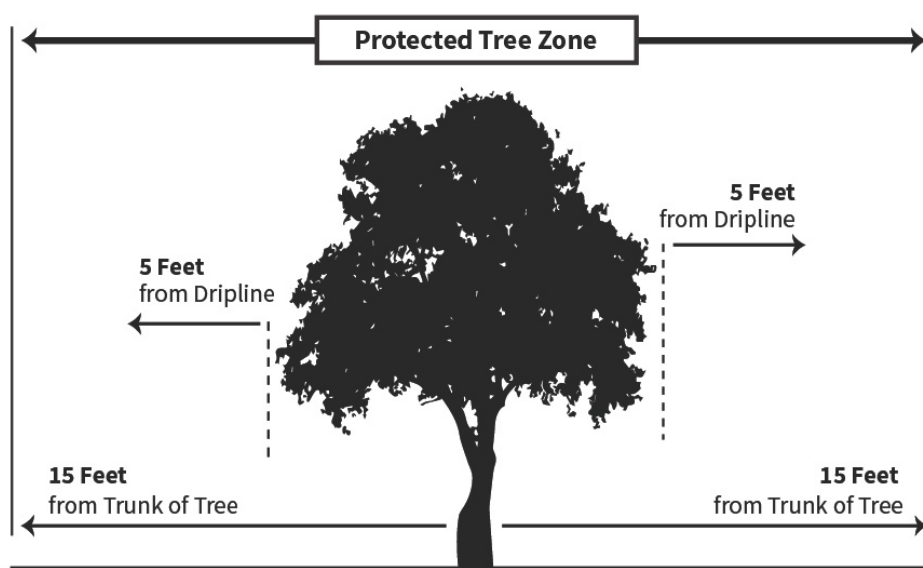 Protected Tree Zone
5 Feet
from Dripline
5 Feet
from Dripline
15 Feet
from Trunk of Tree
15 Feet
from Trunk of Tree